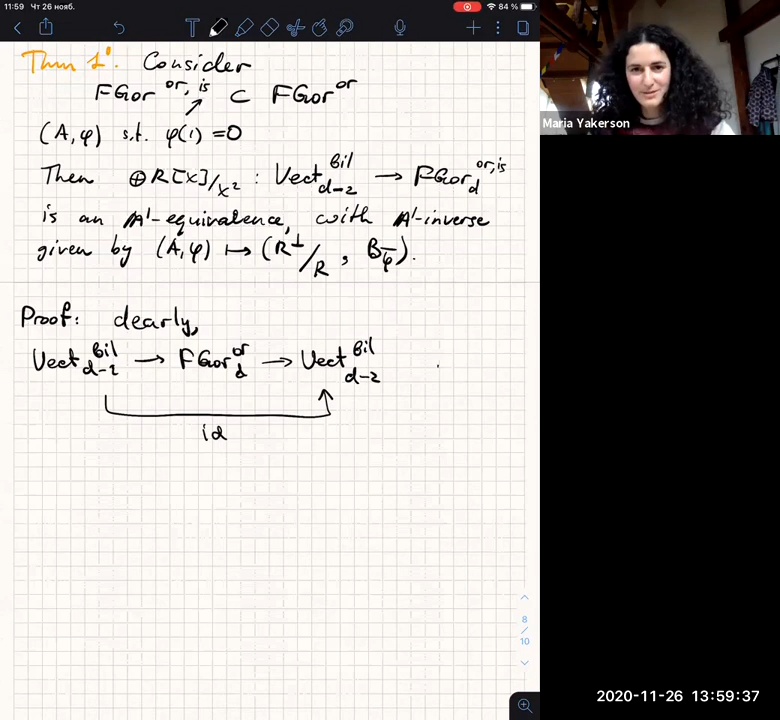 11:59 Чт 26 нояб.
84 %
Thm 1'. Consider
FGor^{or, is} ⊂ FGor^{or}
(A, φ) s.t. φ(1) = 0
Then ⊕R[x]/x² : Vect^{Bil}_{d-2} → FGor^{or, is}_d
is an A¹-equivalence, with A¹-inverse
given by (A, φ) ↦ (R^⊥/R , B_φ̄).
Proof: clearly,
Vect^{Bil}_{d-2} → FGor^{or}_d → Vect^{Bil}_{d-2}
id
8
/
10
Maria Yakerson
2020-11-26 13:59:37